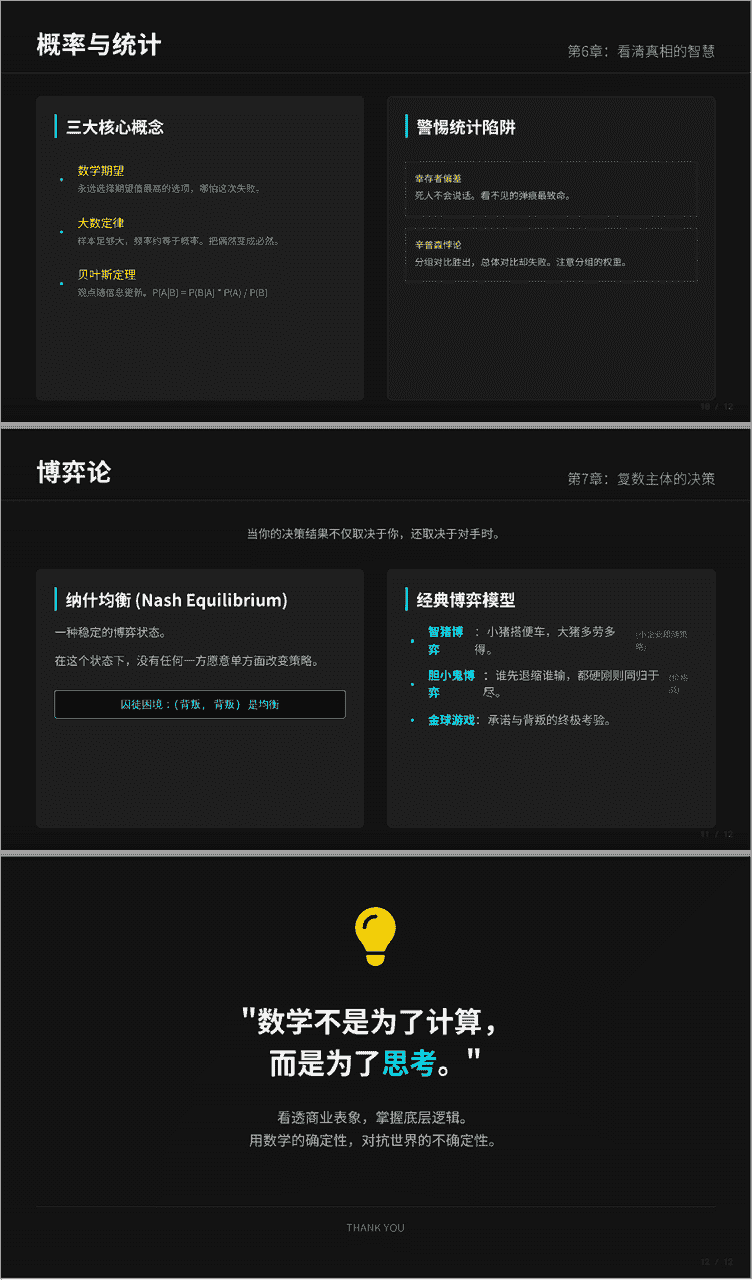 概率与统计
第6章：看清真相的智慧
三大核心概念
数学期望
永远选择期望值最高的选项，哪怕这次失败。
大数定律
样本足够大，频率约等于概率。把偶然变成必然。
贝叶斯定理
观点随信息更新。P(A|B) = P(B|A) * P(A) / P(B)
警惕统计陷阱
幸存者偏差
死人不会说话。看不见的弹痕最致命。
辛普森悖论
分组对比胜出，总体对比却失败。注意分组的权重。
10 / 12
博弈论
第7章：复数主体的决策
当你的决策结果不仅取决于你，还取决于对手时。
纳什均衡 (Nash Equilibrium)
一种稳定的博弈状态。
在这个状态下，没有任何一方愿意单方面改变策略。
囚徒困境：(背叛, 背叛) 是均衡
经典博弈模型
智猪博弈：小猪搭便车，大猪多劳多得。
胆小鬼博弈：谁先退缩谁输，都硬刚则同归于尽。
金球游戏：承诺与背叛的终极考验。
11 / 12
"数学不是为了计算，
而是为了思考。"
看透商业表象，掌握底层逻辑。
用数学的确定性，对抗世界的不确定性。
THANK YOU
12 / 12